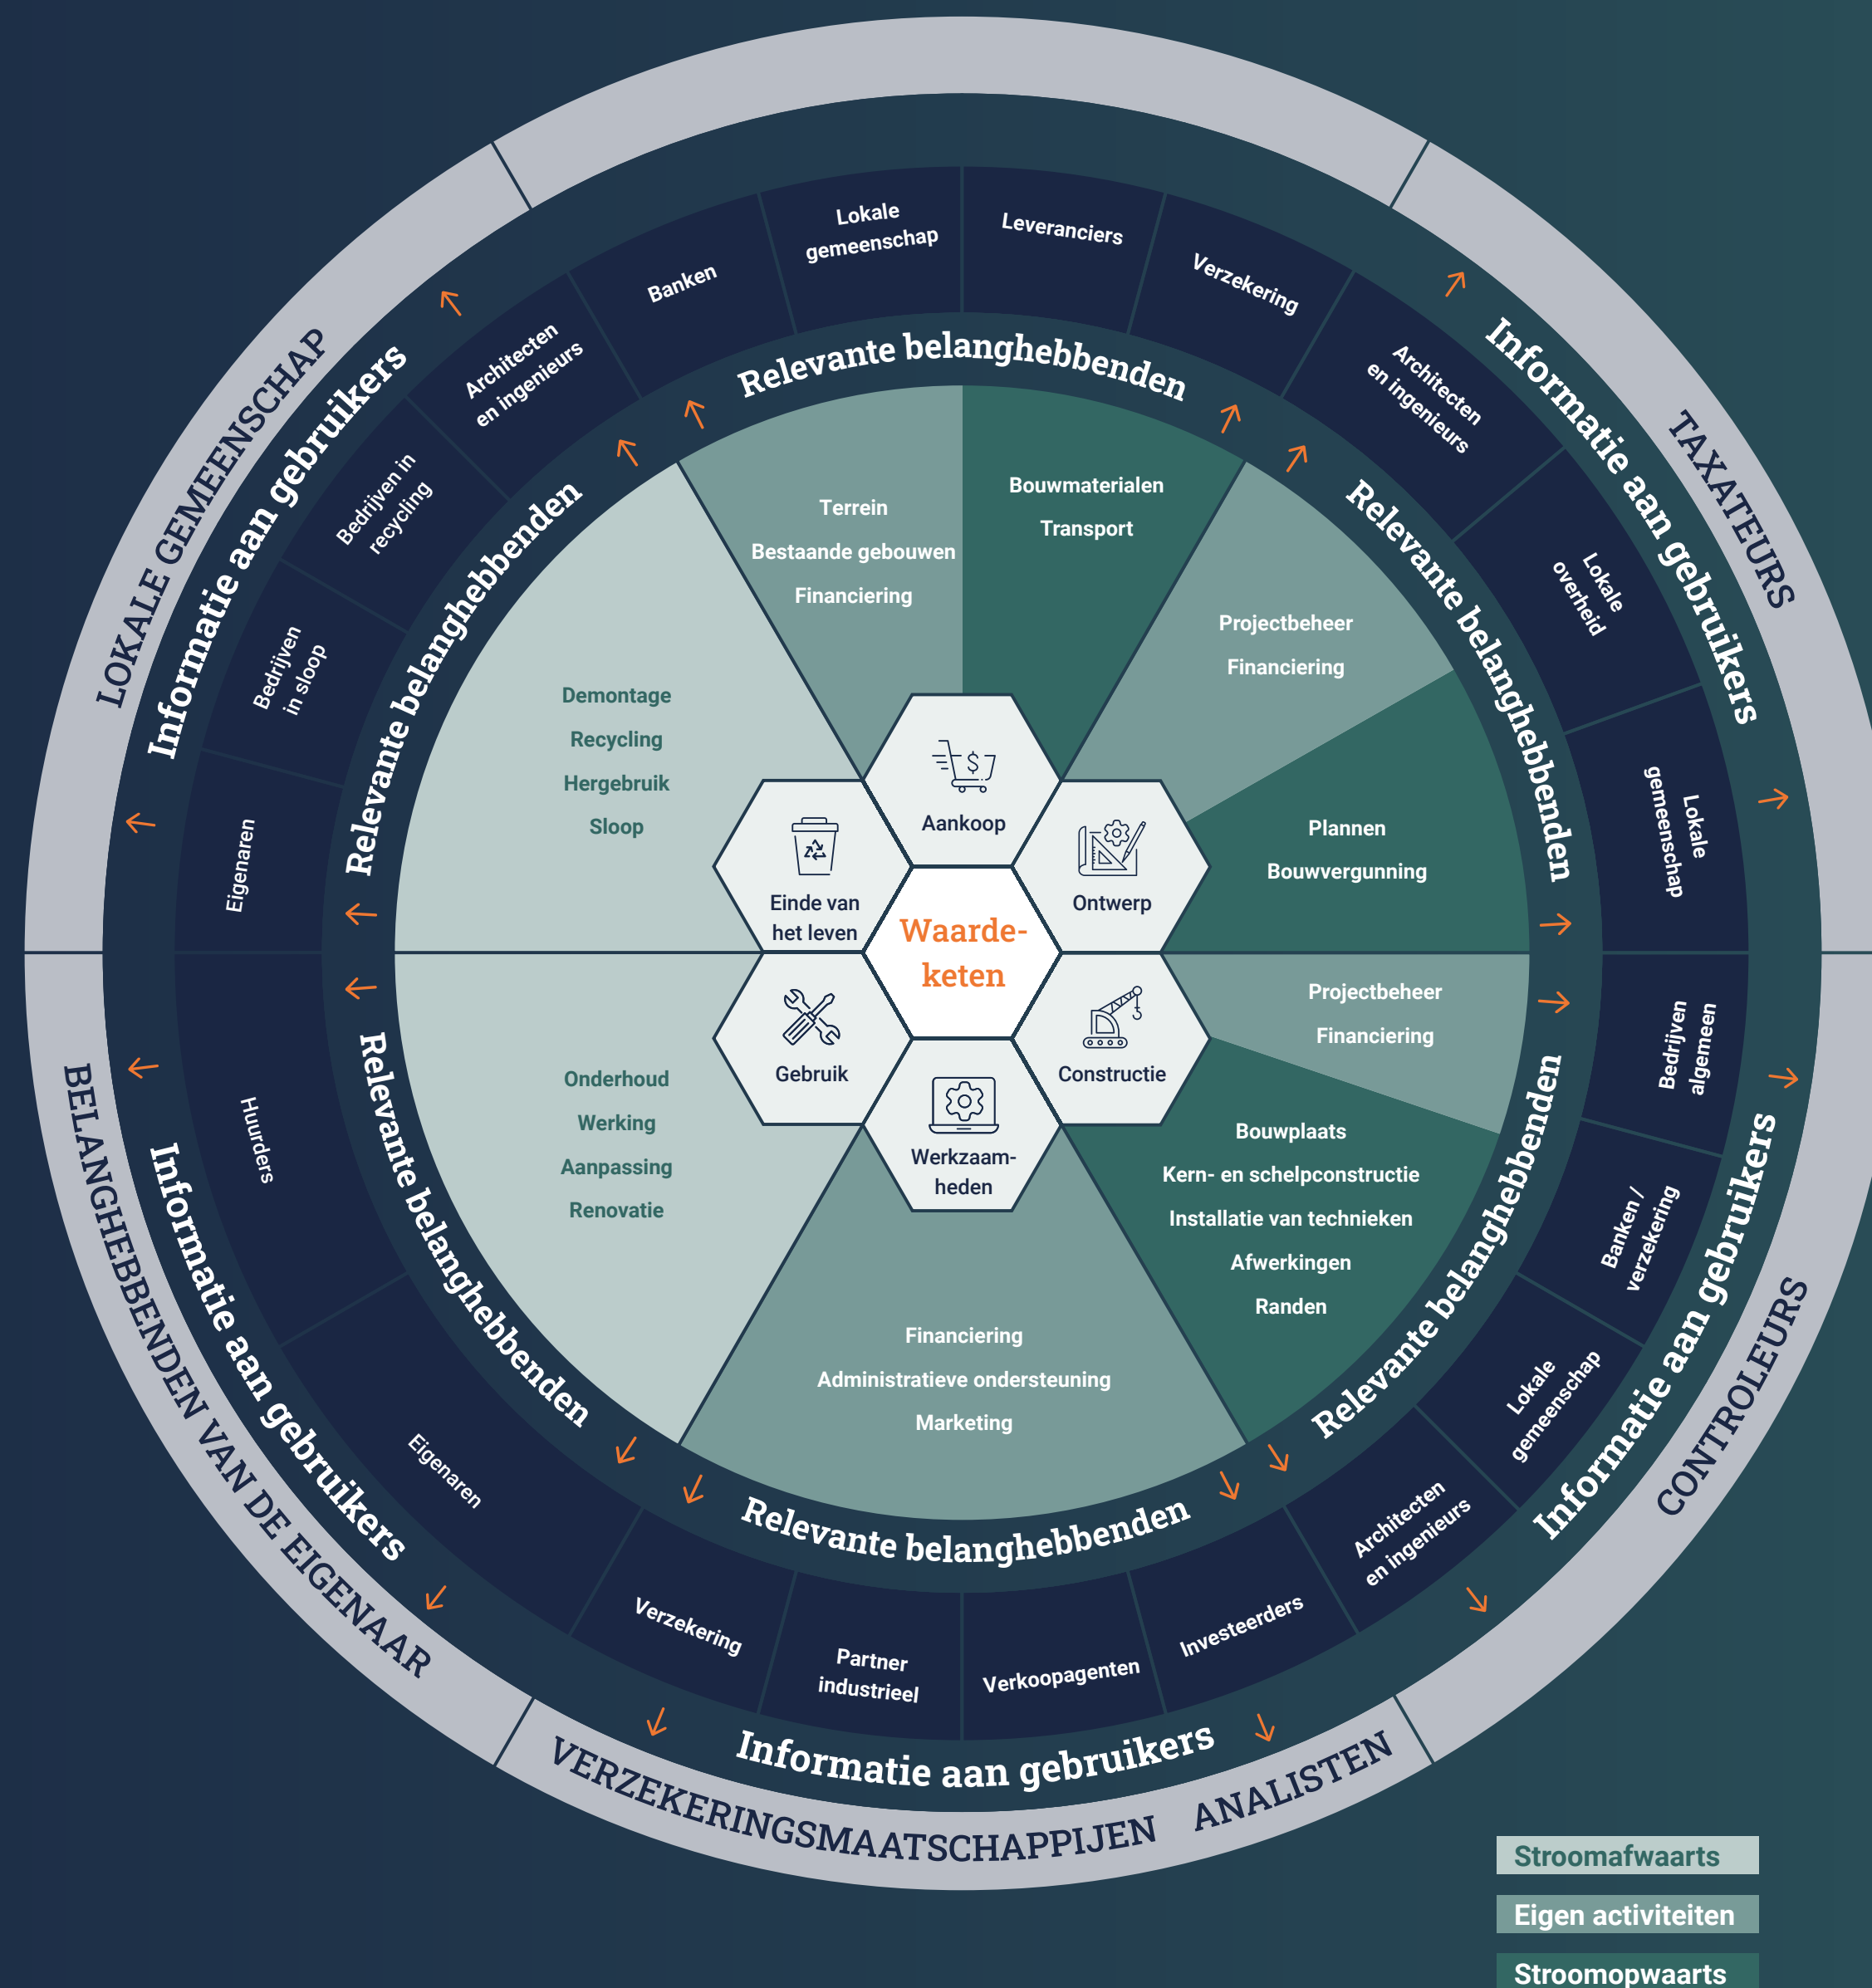 LOKALE GEMEENSCHAP
TAXATEURS
CONTROLEURS
VERZEKERINGSMAATSCHAPPIJEN
ANALISTEN
BELANGHEBBENDEN VAN DE EIGENAAR
Informatie aan gebruikers
Informatie aan gebruikers
Informatie aan gebruikers
Informatie aan gebruikers
Informatie aan gebruikers
Banken
Lokale
gemeenschap
Leveranciers
Verzekering
Architecten
en ingenieurs
Lokale
overheid
Lokale
gemeenschap
Bedrijven
algemeen
Banken /
verzekering
Lokale
gemeenschap
Architecten
en ingenieurs
Investeerders
Verkoopagenten
Partner
industrieel
Verzekering
Eigenaren
Huurders
Eigenaren
Bedrijven
in sloop
Bedrijven in
recycling
Architecten
en ingenieurs
Relevante belanghebbenden
Relevante belanghebbenden
Relevante belanghebbenden
Relevante belanghebbenden
Relevante belanghebbenden
Relevante belanghebbenden
Terrein
Bestaande gebouwen
Financiering
Bouwmaterialen
Transport
Projectbeheer
Financiering
Plannen
Bouwvergunning
Projectbeheer
Financiering
Bouwplaats
Kern- en schelpconstructie
Installatie van technieken
Afwerkingen
Randen
Financiering
Administratieve ondersteuning
Marketing
Onderhoud
Werking
Aanpassing
Renovatie
Demontage
Recycling
Hergebruik
Sloop
$
Aankoop
Ontwerp
Constructie
Werkzaam-
heden
Gebruik
Einde van
het leven
Waarde-
keten
Stroomafwaarts
Eigen activiteiten
Stroomopwaarts